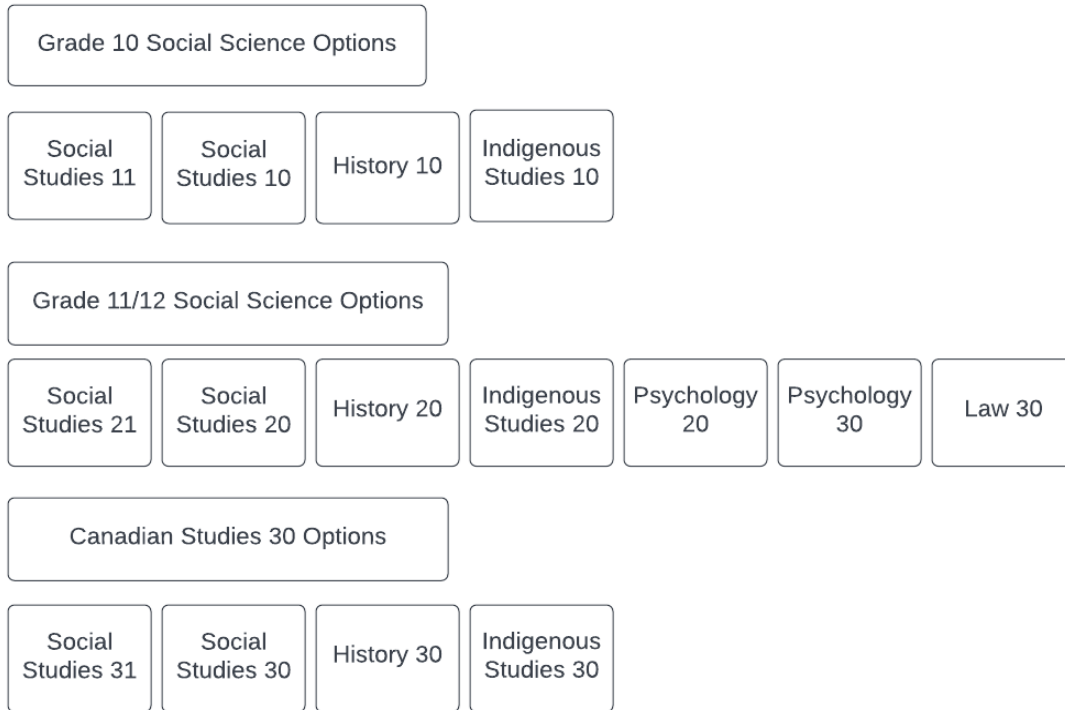 Grade 10 Social Science Options
Social
Studies 11
Social
Studies 10
History 10
Indigenous
Studies 10
Grade 11/12 Social Science Options
Social
Studies 21
Social
Studies 20
History 20
Indigenous
Studies 20
Psychology
20
Psychology
30
Law 30
Canadian Studies 30 Options
Social
Studies 31
Social
Studies 30
History 30
Indigenous
Studies 30